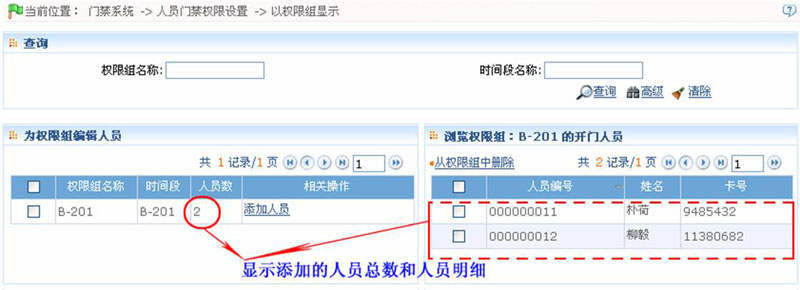 当前位置: 门禁系统 -> 人员门禁权限设置 -> 以权限组显示
查询
权限组名称:
时间段名称:
查询 高级 清除
为权限组编辑人员
共 1 记录/1 页 1
权限组名称 时间段 人员数 相关操作
B-201 B-201 2 添加人员
浏览权限组:B-201 的开门人员
从权限组中删除 共 2 记录/1 页 1
人员编号 姓名 卡号
000000011 朴荷 9485432
000000012 柳毅 11380682
显示添加的人员总数和人员明细